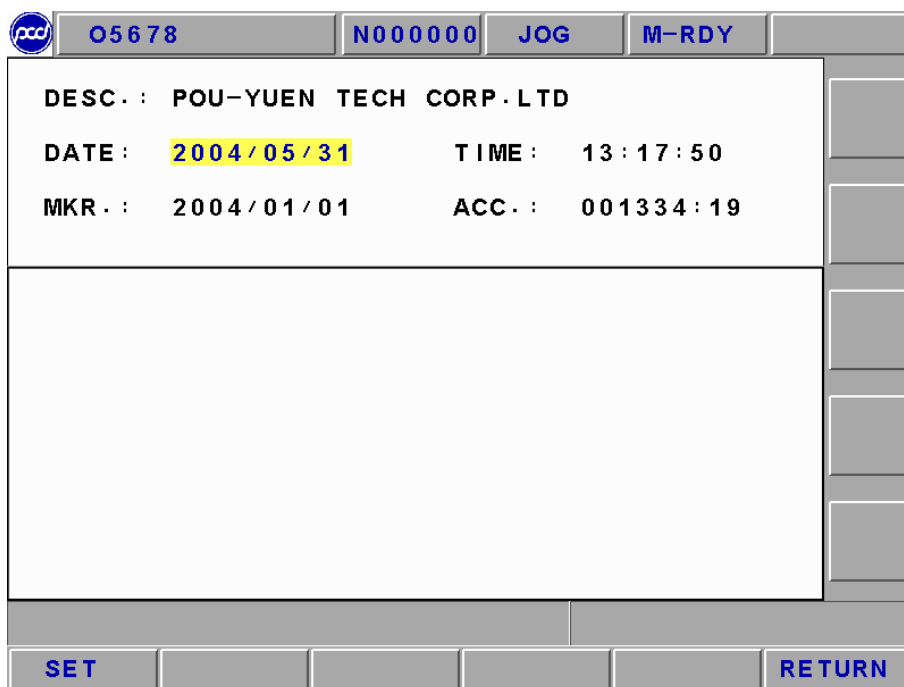 pcd O5678 N000000 JOG M-RDY
DESC.: POU-YUEN TECH CORP.LTD
DATE: 2004/05/31 TIME: 13:17:50
MKR.: 2004/01/01 ACC.: 001334:19
SET RETURN